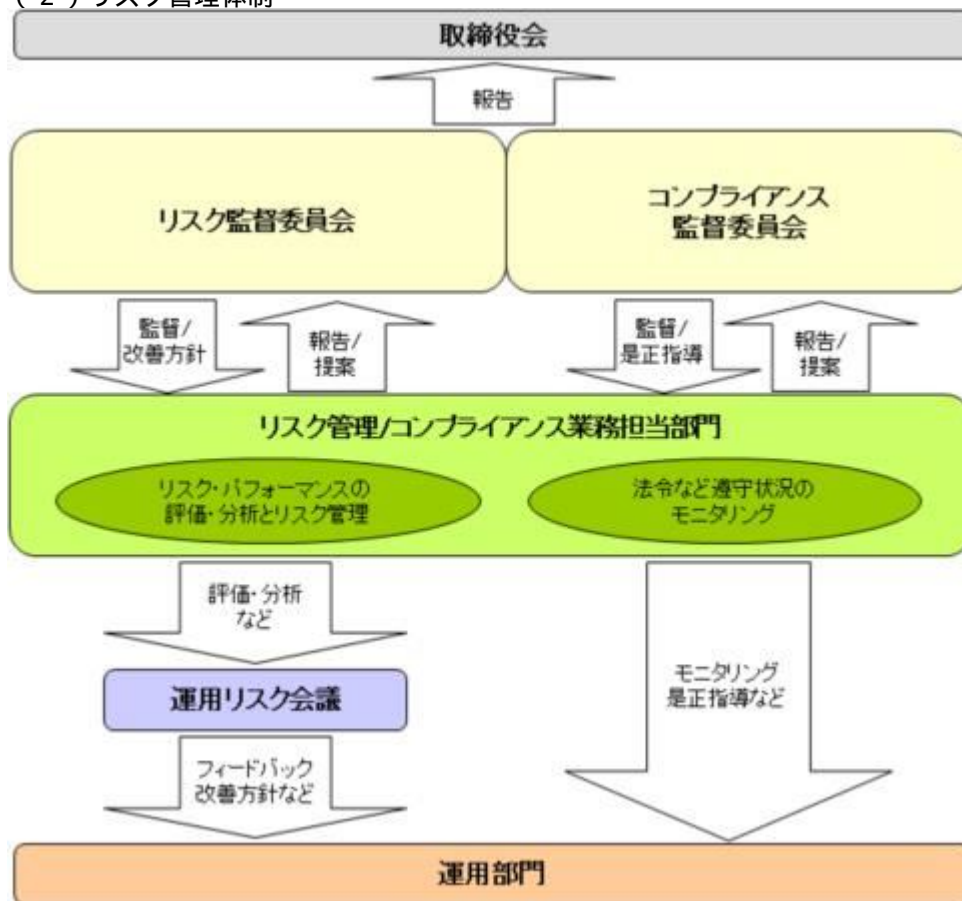 (2)リスク管理体制
取締役会
報告
リスク監督委員会
コンプライアンス
監督委員会
監督/
改善方針
報告/
提案
監督/
是正指導
報告/
提案
リスク管理/コンプライアンス業務担当部門
リスク・パフォーマンスの
評価・分析とリスク管理
法令など遵守状況の
モニタリング
評価・分析
など
運用リスク会議
モニタリング
是正指導など
フィードバック
改善方針など
運用部門